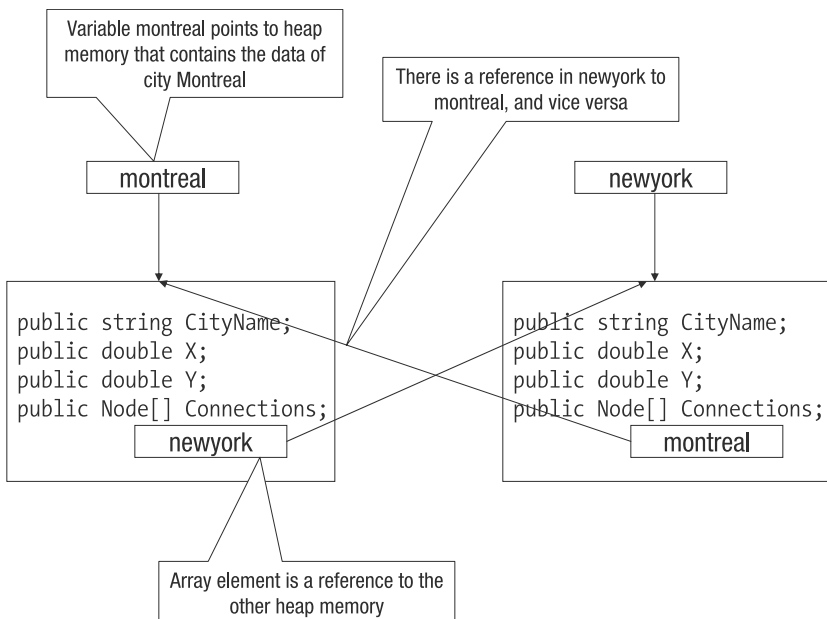 Variable montreal points to heap
memory that contains the data of
city Montreal
There is a reference in newyork to
montreal, and vice versa
montreal
newyork
public string CityName;
public double X;
public double Y;
public Node[] Connections;
newyork
public string CityName;
public double X;
public double Y;
public Node[] Connections;
montreal
Array element is a reference to the
other heap memory